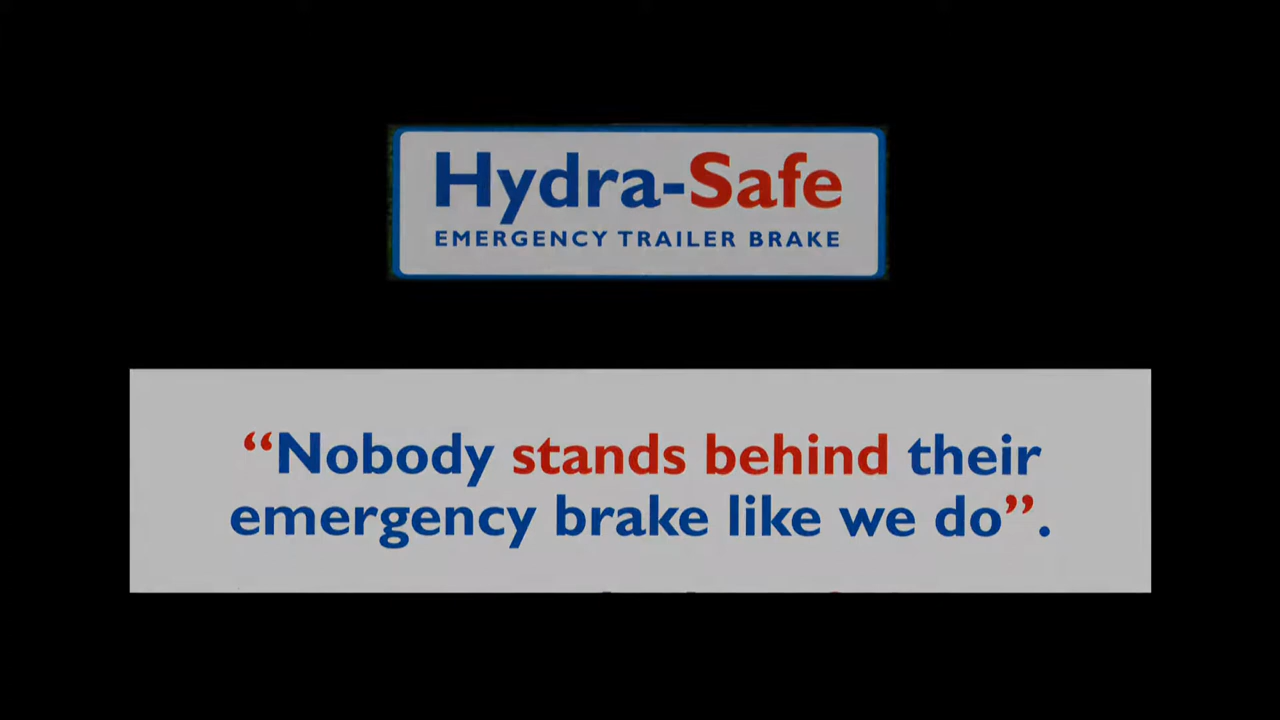 Hydra-Safe
EMERGENCY TRAILER BRAKE
“Nobody stands behind their
emergency brake like we do”.